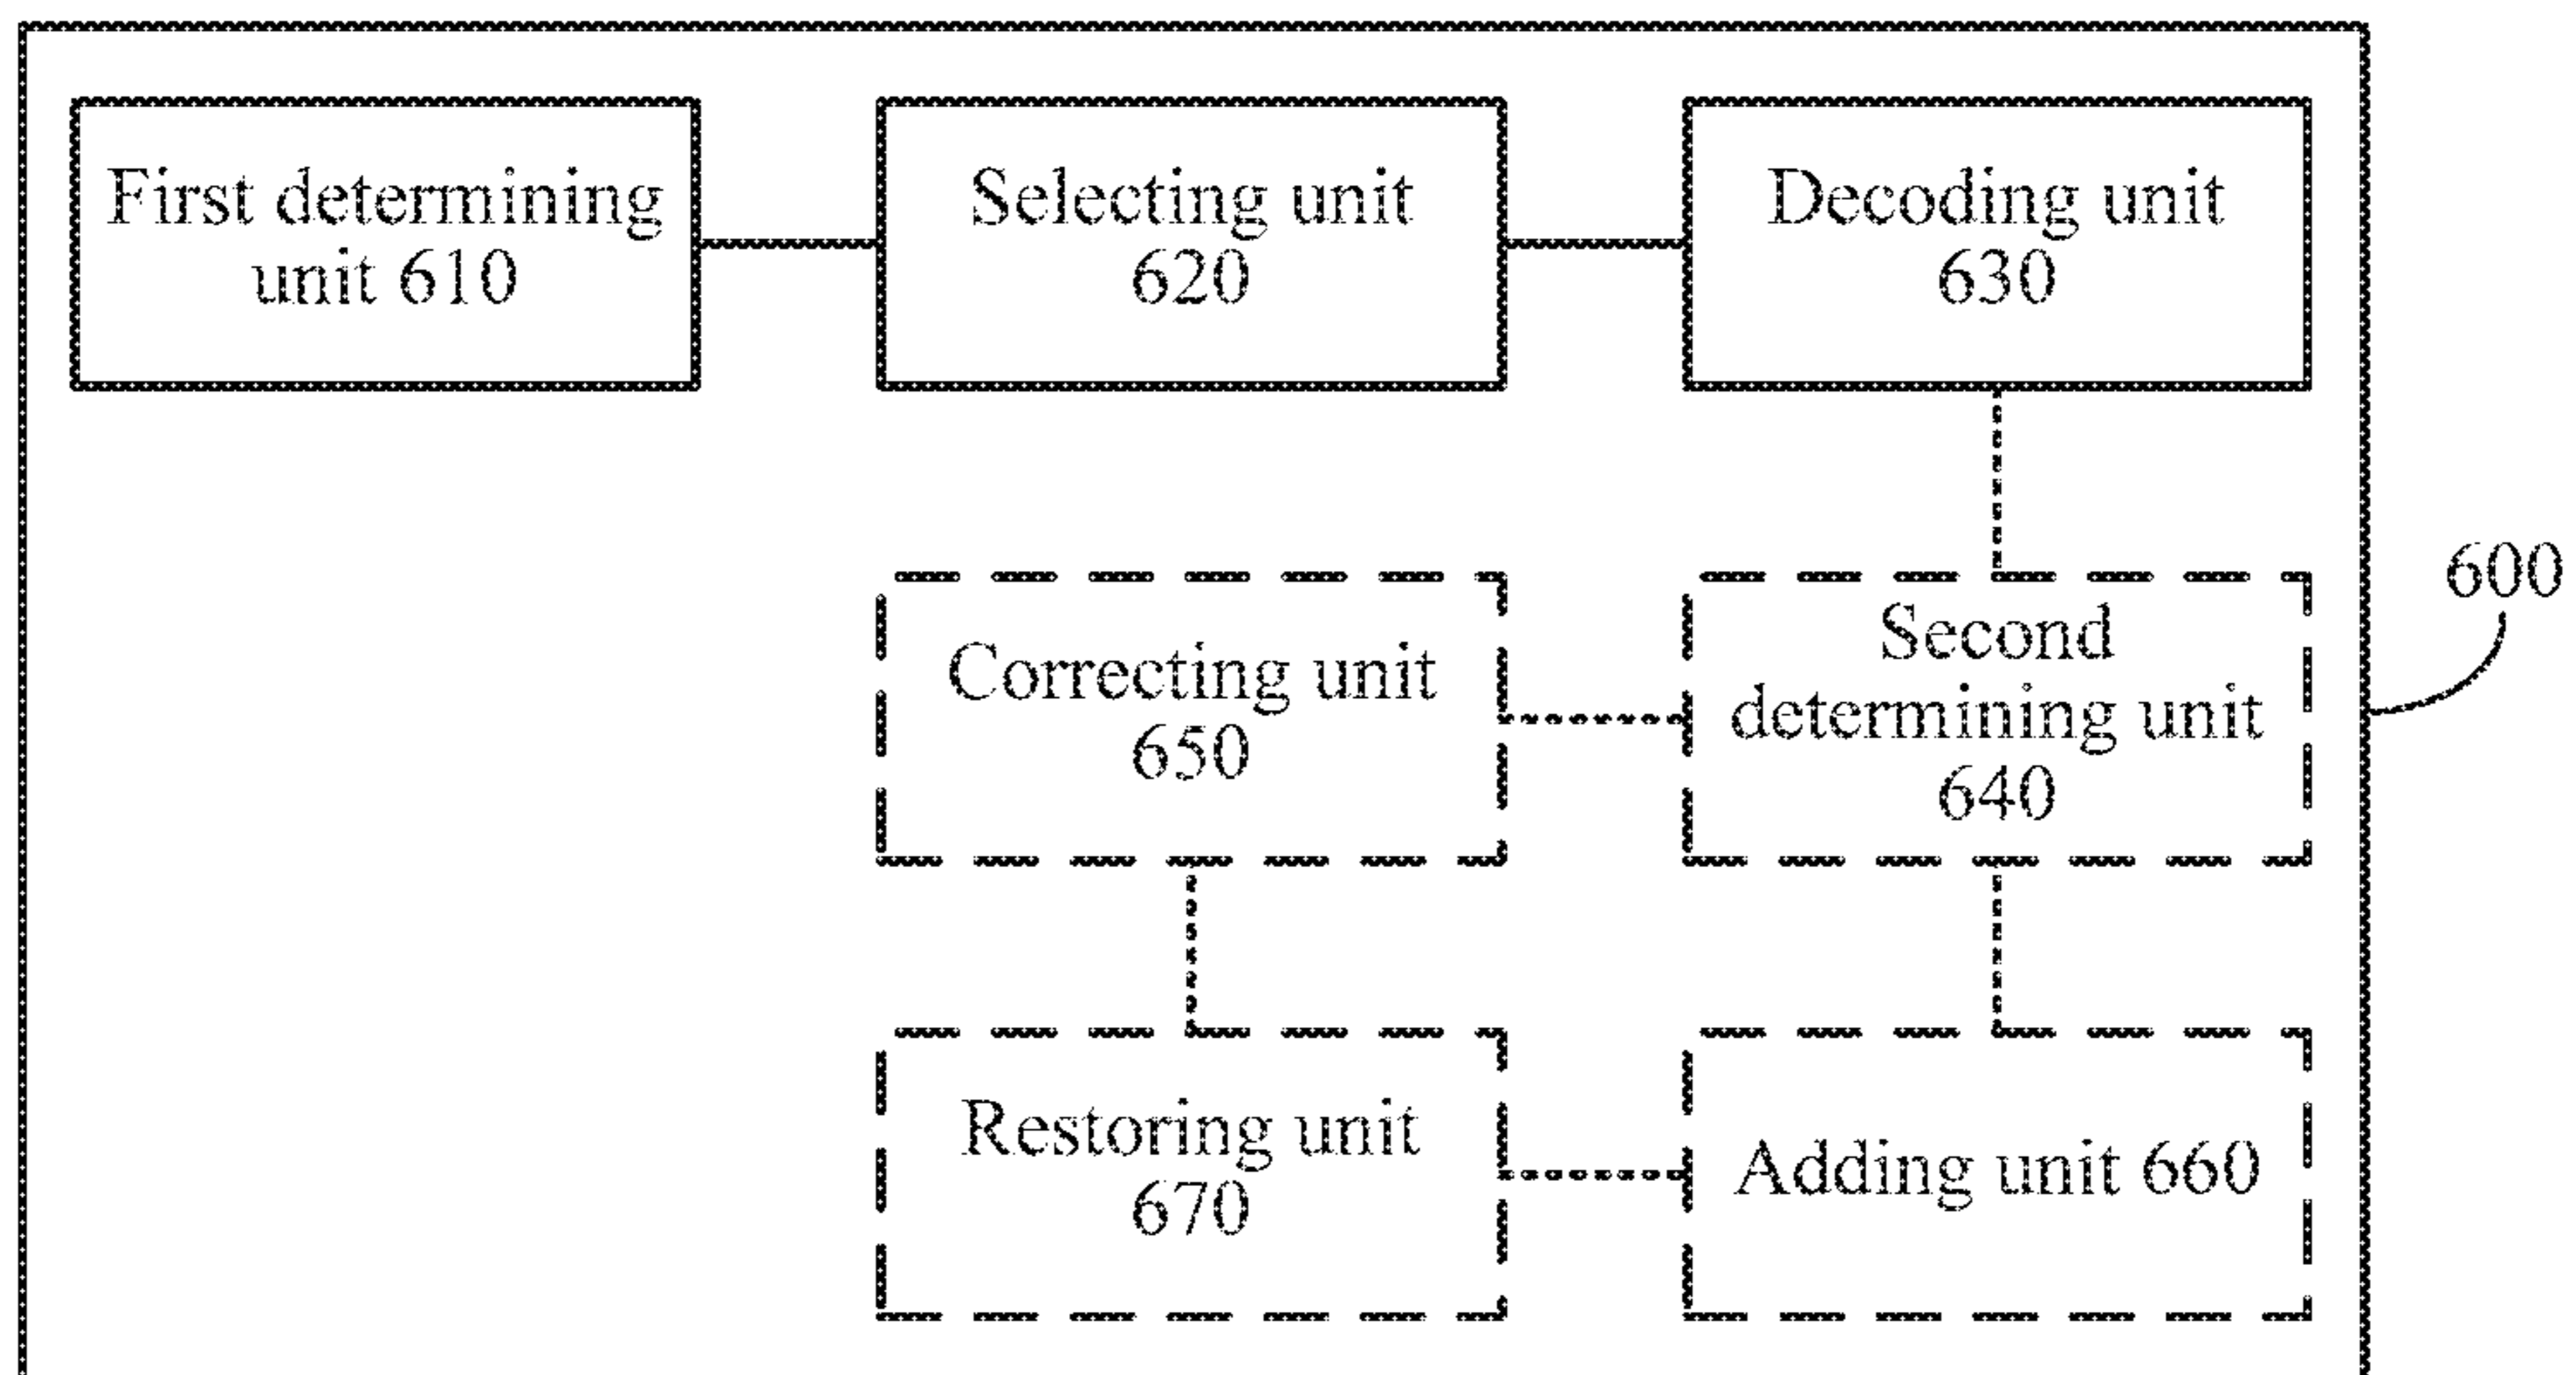 First determining
unit 610
Selecting unit
620
Decoding unit
630
Correcting unit
650
Second
determining unit
640
600
Restoring unit
670
Adding unit 660